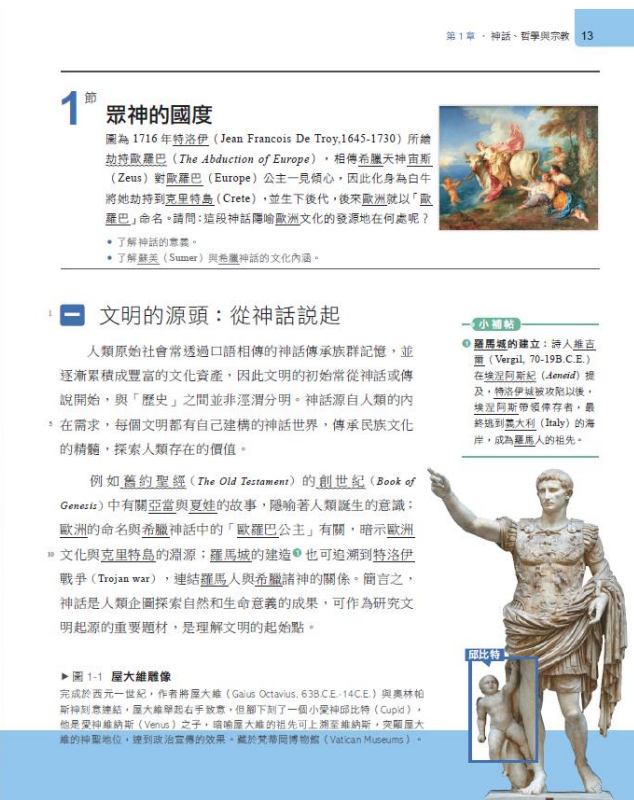 第1章・神話、哲學與宗教 13
1節 眾神的國度
圖為 1716 年特洛伊(Jean Francois De Troy,1645-1730)所繪
劫持歐羅巴(The Abduction of Europe),相傳希臘天神宙斯
(Zeus)對歐羅巴(Europe)公主一見傾心,因此化身為白牛
將她劫持到克里特島(Crete),並生下後代,後來歐洲就以「歐
羅巴」命名。請問:這段神話隱喻歐洲文化的發源地在何處呢?
• 了解神話的意義。
• 了解蘇美(Sumer)與希臘神話的文化內涵。
1 一 文明的源頭:從神話説起
人類原始社會常透過口語相傳的神話傳承族群記憶,並
逐漸累積成豐富的文化資產,因此文明的初始常從神話或傳
說開始,與「歷史」之間並非涇渭分明。神話源自人類的內
5 在需求,每個文明都有自己建構的神話世界,傳承民族文化
的精髓,探索人類存在的價值。
例如舊約聖經(The Old Testament)的創世紀(Book of
Genesis)中有關亞當與夏娃的故事,隱喻著人類誕生的意識;
歐洲的命名與希臘神話中的「歐羅巴公主」有關,暗示歐洲
10 文化與克里特島的淵源;羅馬城的建造❶也可追溯到特洛伊
戰爭(Trojan war),連結羅馬人與希臘諸神的關係。簡言之,
神話是人類企圖探索自然和生命意義的成果,可作為研究文
明起源的重要題材,是理解文明的起始點。
小補帖
❶ 羅馬城的建立:詩人維吉
爾(Vergil, 70-19B.C.E.)
在埃涅阿斯紀(Aeneid)提
及,特洛伊城被攻陷以後,
埃涅阿斯帶領倖存者,最
終逃到義大利(Italy)的海
岸,成為羅馬人的祖先。
邱比特
▶圖 1-1 屋大維雕像
完成於西元一世紀,作者將屋大維(Gaius Octavius, 63B.C.E.-14C.E.)與奧林帕
斯神刻意連結,屋大維舉起右手致意,但腳下刻了一個小愛神邱比特(Cupid),
他是愛神維納斯(Venus)之子,暗喻屋大維的祖先可上溯至維納斯,突顯屋大
維的神聖地位,達到政治宣傳的效果。藏於梵蒂岡博物館(Vatican Museums)。